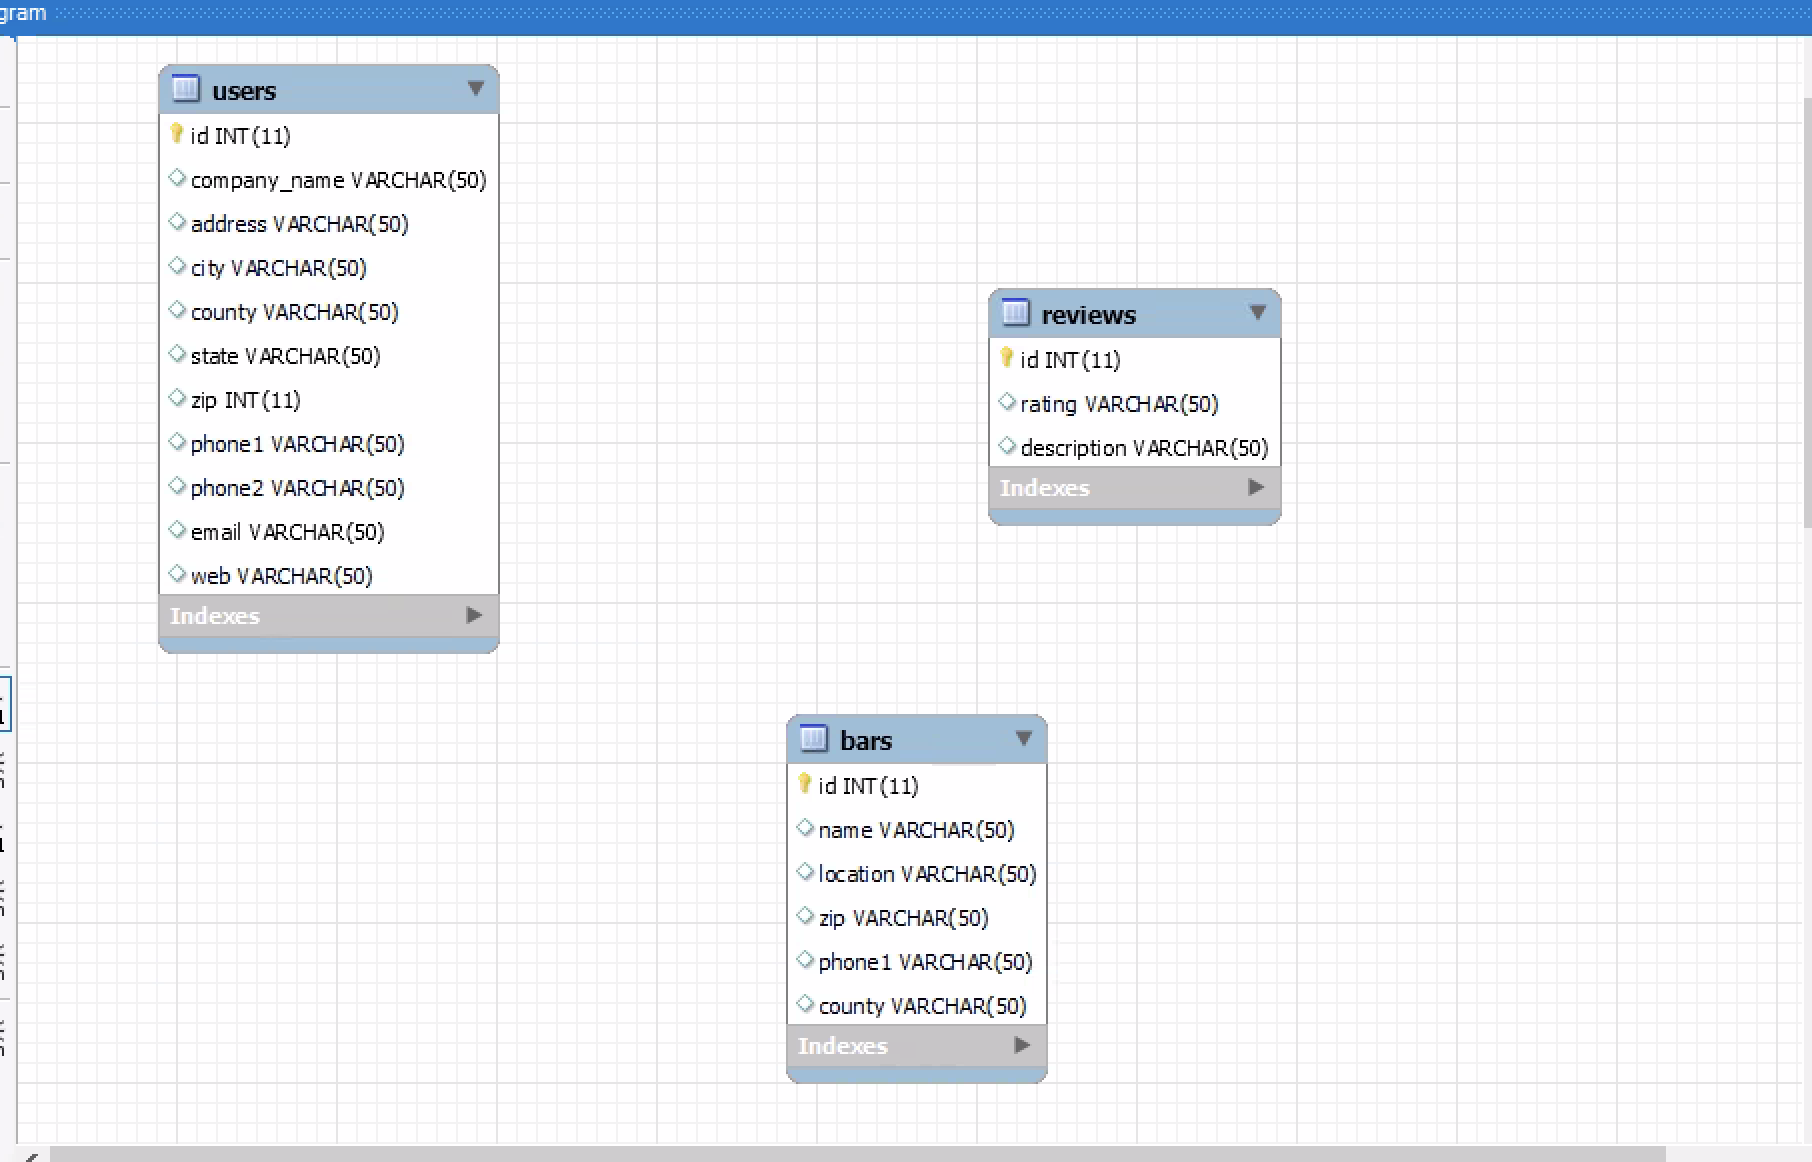 gram
users
id INT(11)
company_name VARCHAR(50)
address VARCHAR(50)
city VARCHAR(50)
county VARCHAR(50)
state VARCHAR(50)
zip INT(11)
phone1 VARCHAR(50)
phone2 VARCHAR(50)
email VARCHAR(50)
web VARCHAR(50)
Indexes
reviews
id INT(11)
rating VARCHAR(50)
description VARCHAR(50)
Indexes
bars
id INT(11)
name VARCHAR(50)
location VARCHAR(50)
zip VARCHAR(50)
phone1 VARCHAR(50)
county VARCHAR(50)
Indexes